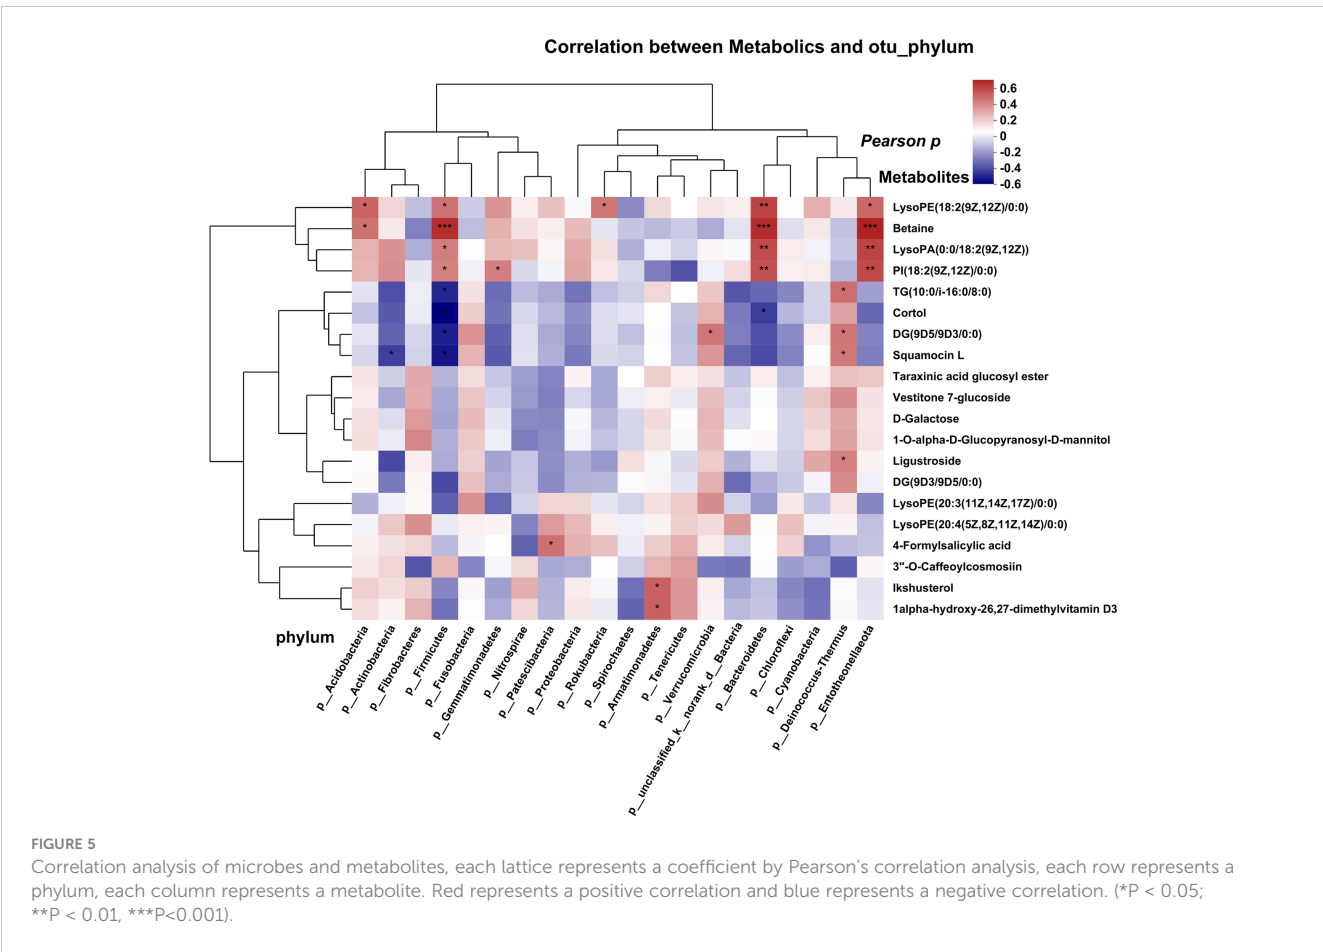 Correlation between Metabolics and otu_phylum
0.6
0.4
0.2
0
-0.2
-0.4
-0.6
Pearson p
Metabolites
* * * ** * LysoPE(18:2(9Z,12Z)/0:0)
* *** *** *** Betaine
* ** ** LysoPA(0:0/18:2(9Z,12Z))
* * ** ** PI(18:2(9Z,12Z)/0:0)
* * TG(10:0/i-16:0/8:0)
** * Cortol
* * * DG(9D5/9D3/0:0)
* * * Squamocin L
Taraxinic acid glucosyl ester
Vestitone 7-glucoside
D-Galactose
1-O-alpha-D-Glucopyranosyl-D-mannitol
* Ligustroside
DG(9D3/9D5/0:0)
LysoPE(20:3(11Z,14Z,17Z)/0:0)
LysoPE(20:4(5Z,8Z,11Z,14Z)/0:0)
* 4-Formylsalicylic acid
3"-O-Caffeoylcosmosiin
* Ikshusterol
* 1alpha-hydroxy-26,27-dimethylvitamin D3
phylum
p__Acidobacteria
p__Actinobacteria
p__Fibrobacteres
p__Firmicutes
p__Fusobacteria
p__Gemmatimonadetes
p__Nitrospirae
p__Patescibacteria
p__Proteobacteria
p__Rokubacteria
p__Spirochaetes
p__Armatimonadetes
p__Tenericutes
p__Verrucomicrobia
p__unclassified_k__norank_d__Bacteria
p__Bacteroidetes
p__Chloroflexi
p__Cyanobacteria
p__Deinococcus-Thermus
p__Entotheonellaeota
FIGURE 5
Correlation analysis of microbes and metabolites, each lattice represents a coefficient by Pearson's correlation analysis, each row represents a
phylum, each column represents a metabolite. Red represents a positive correlation and blue represents a negative correlation. (*P < 0.05;
**P < 0.01, ***P<0.001).